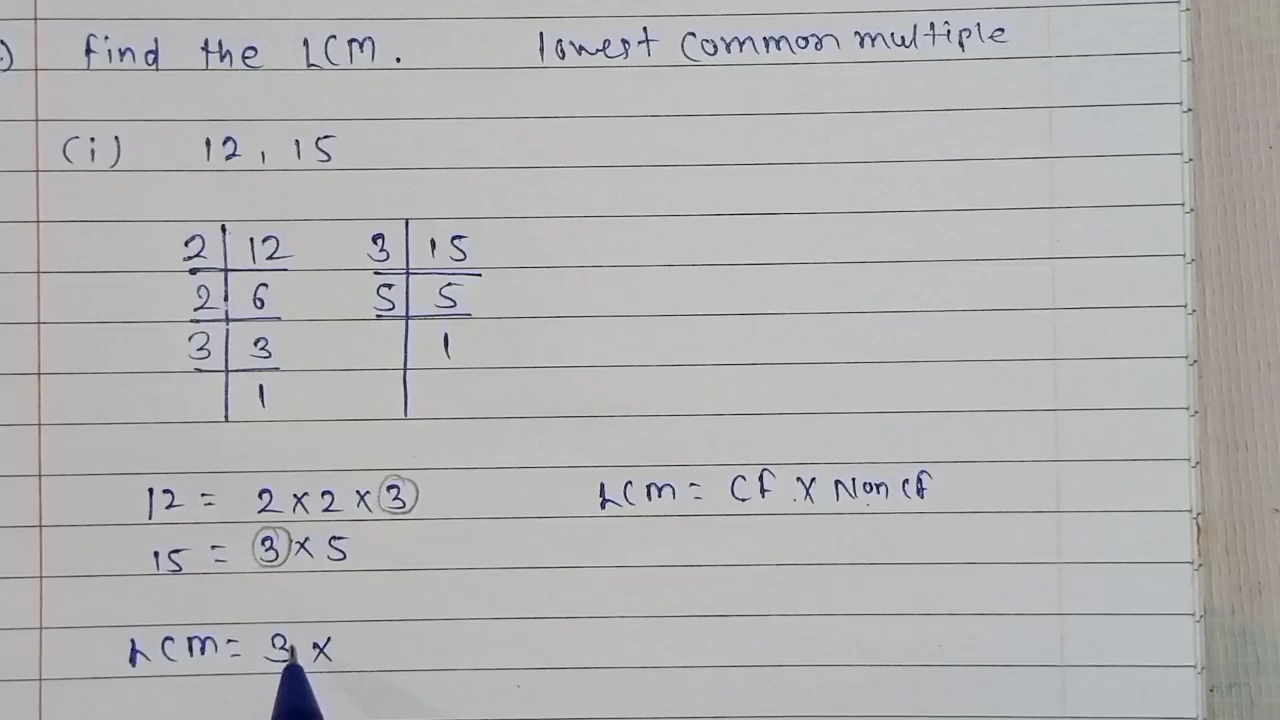 ) find the LCM. lowest common multiple
(i) 12, 15
2 | 12 3 | 15
2 | 6 5 | 5
3 | 3 1
1
12 = 2 × 2 × 3 LCM = CF × Non CF
15 = 3 × 5
LCM = 3 ×